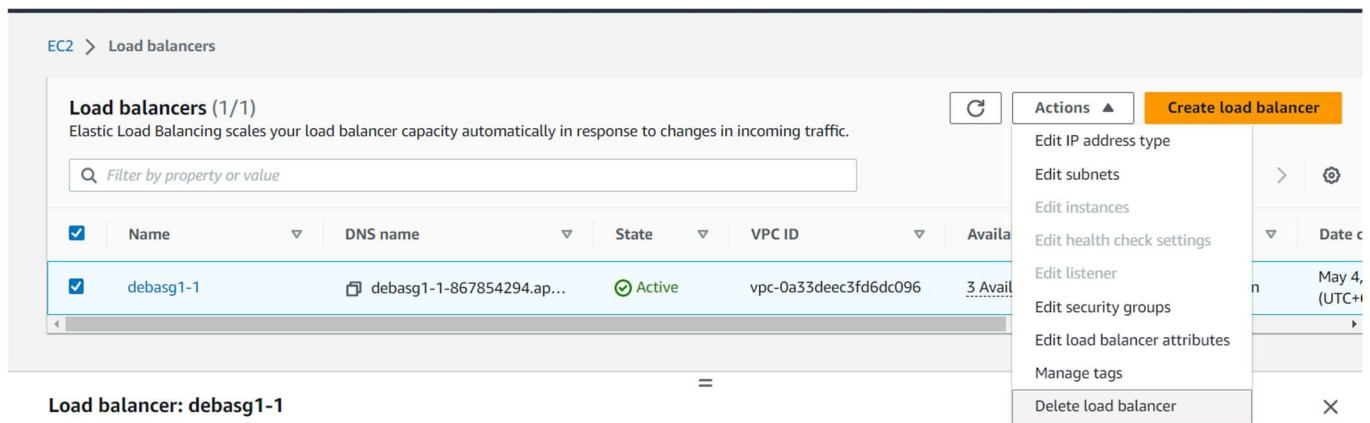 EC2 > Load balancers
Load balancers (1/1)
Elastic Load Balancing scales your load balancer capacity automatically in response to changes in incoming traffic.
Actions
Create load balancer
Filter by property or value
Edit IP address type
Edit subnets
Edit instances
Edit health check settings
Edit listener
Edit security groups
Edit load balancer attributes
Manage tags
Delete load balancer
Name DNS name State VPC ID Availa Date c
debasg1-1 debasg1-1-867854294.ap... Active vpc-0a33deec3fd6dc096 3 Avail n May 4,
(UTC+
Load balancer: debasg1-1